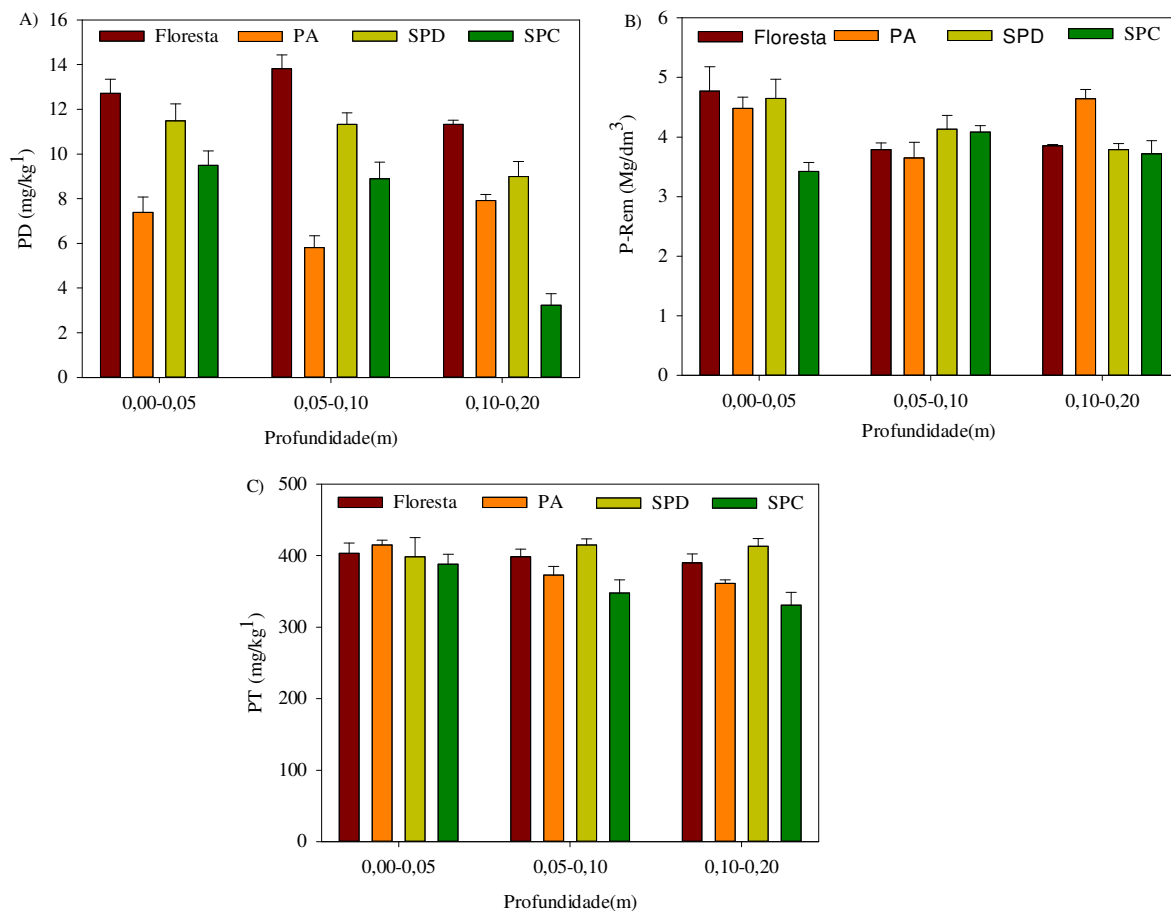 A)
Floresta PA SPD SPC
PD (mg/kg1)
16
14
12
10
8
6
4
2
0
0,00-0,05 0,05-0,10 0,10-0,20
Profundidade(m)
B)
Floresta PA SPD SPC
P-Rem (Mg/dm3)
6
5
4
3
2
1
0
0,00-0,05 0,05-0,10 0,10-0,20
Profundidade(m)
C)
Floresta PA SPD SPC
PT (mg/kg1)
500
400
300
200
100
0
0,00-0,05 0,05-0,10 0,10-0,20
Profundidade(m)